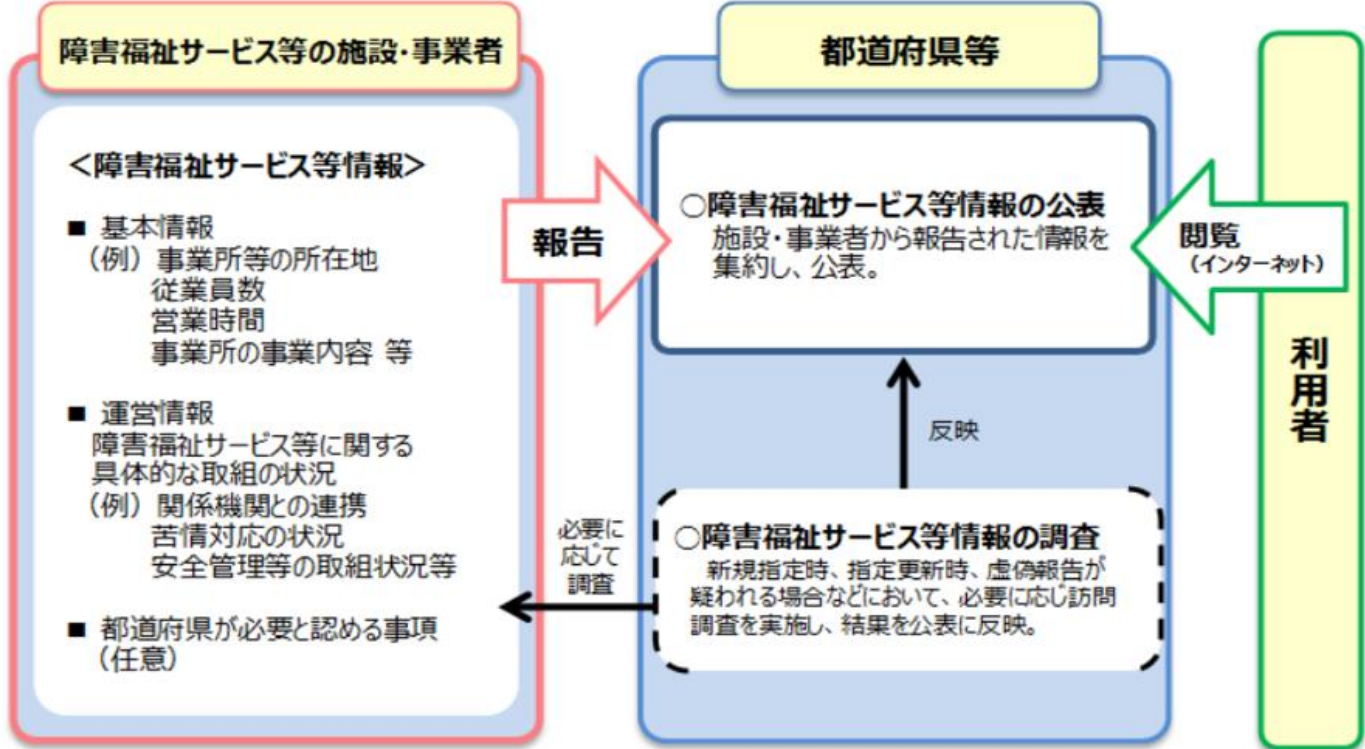 障害福祉サービス等の施設・事業者
<障害福祉サービス等情報>
■ 基本情報
(例) 事業所等の所在地
従業員数
営業時間
事業所の事業内容 等
■ 運営情報
障害福祉サービス等に関する
具体的な取組の状況
(例) 関係機関との連携
苦情対応の状況
安全管理等の取組状況等
■ 都道府県が必要と認める事項
(任意)
報告
必要に
応じて
調査
都道府県等
○障害福祉サービス等情報の公表
施設・事業者から報告された情報を
集約し、公表。
反映
○障害福祉サービス等情報の調査
新規指定時、指定更新時、虚偽報告が
疑われる場合などにおいて、必要に応じ訪問
調査を実施し、結果を公表に反映。
閲覧
(インターネット)
利用者